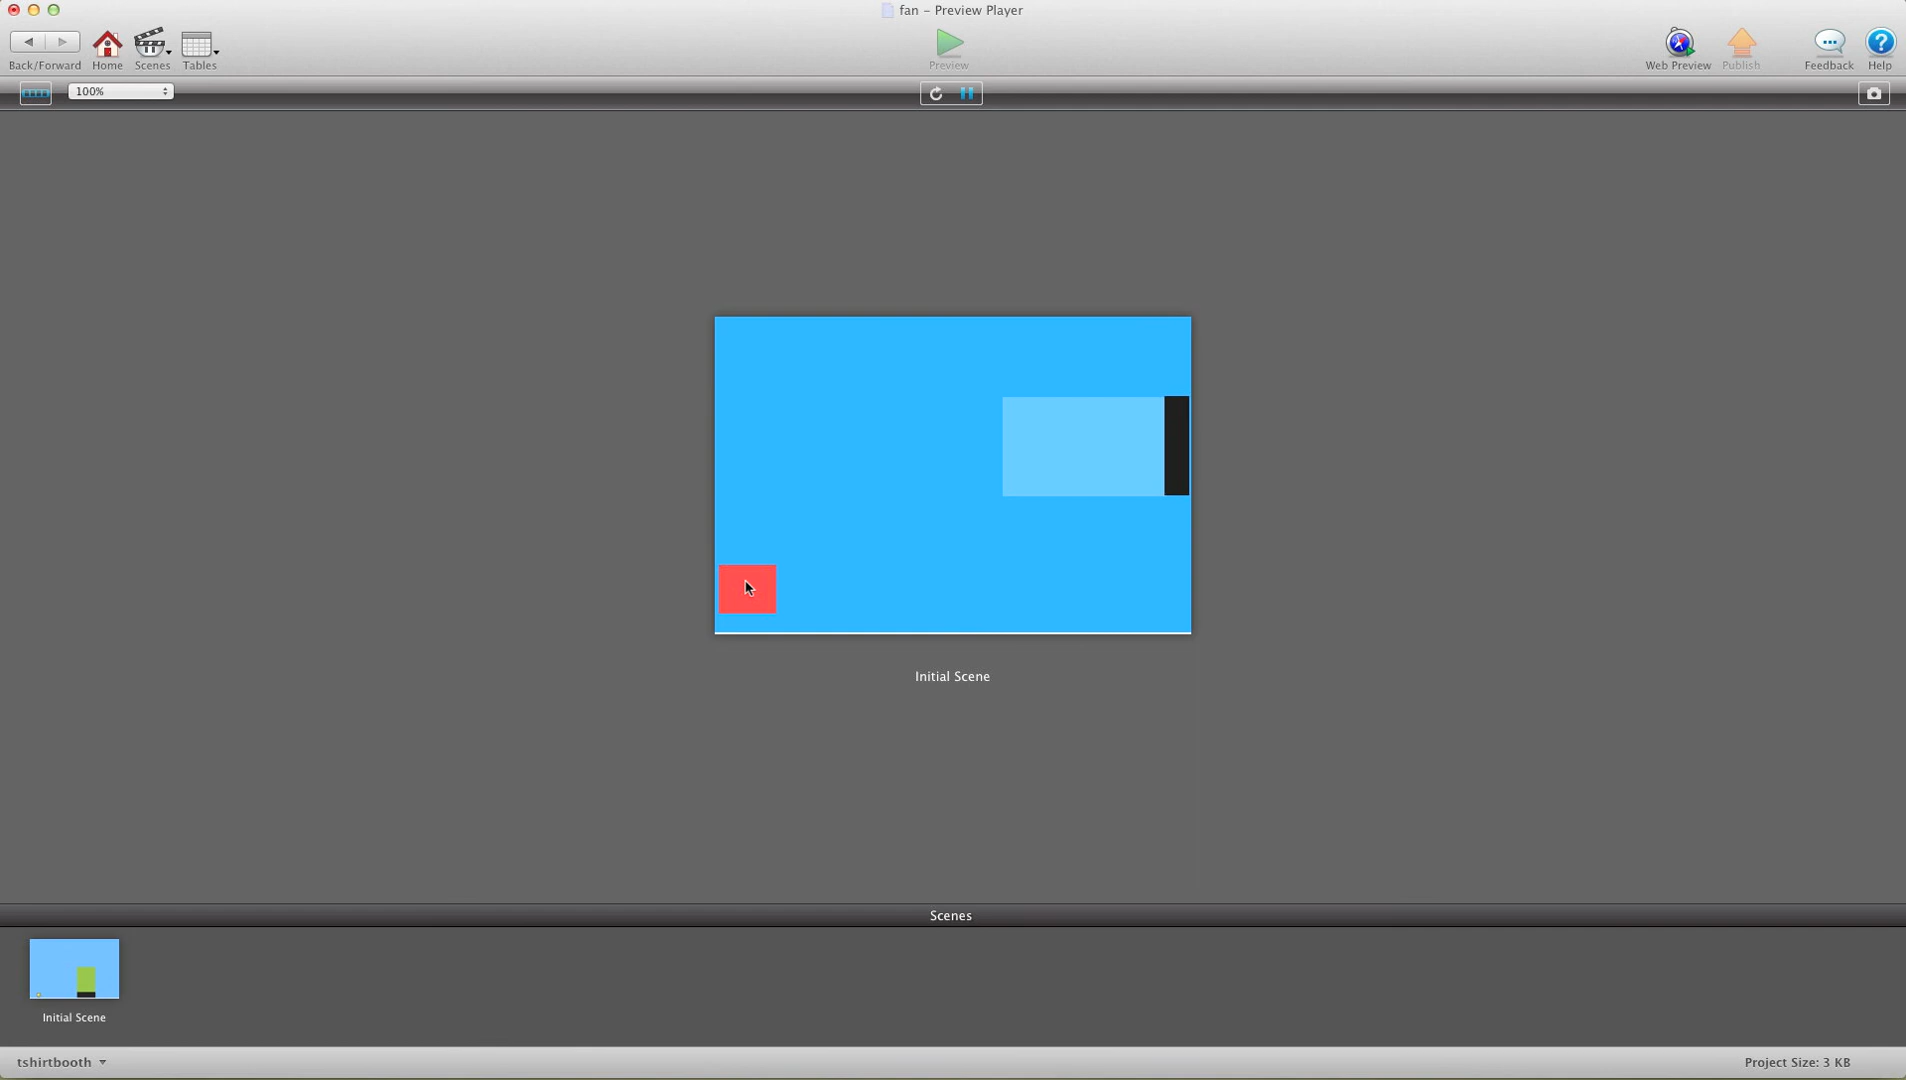 fan – Preview Player
Back/Forward
Home
Scenes
Tables
Preview
Web Preview
Publish
Feedback
Help
100%
Initial Scene
Scenes
Initial Scene
tshirtbooth
Project Size: 3 KB